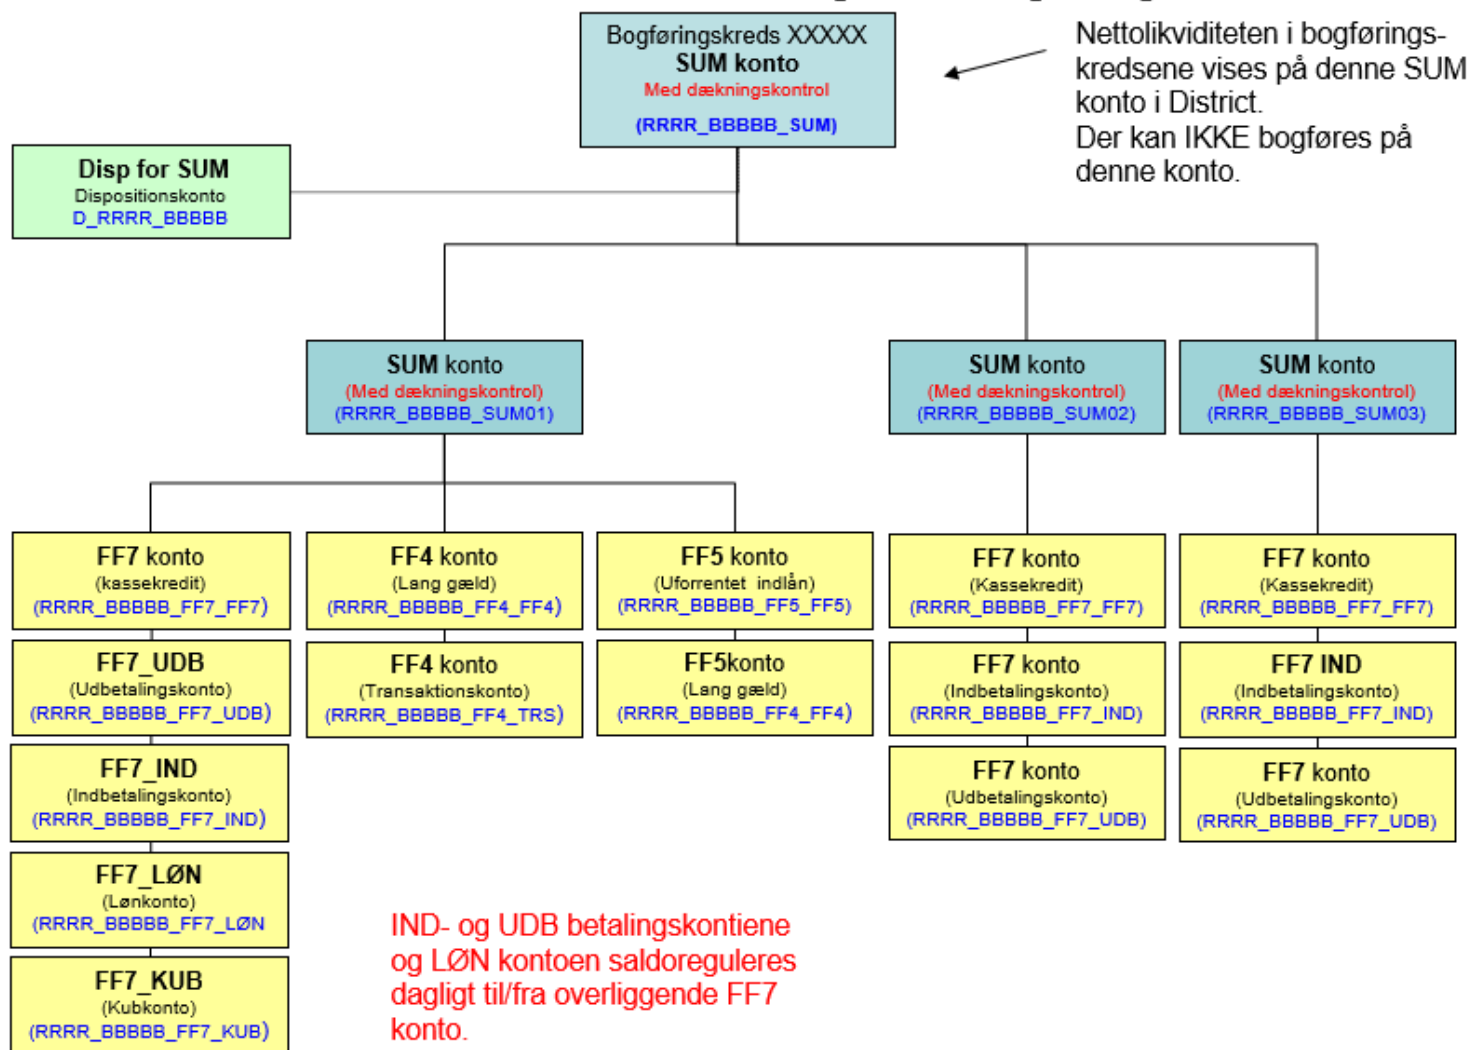 Bogføringskreds XXXXX
SUM konto
Med dækningskontrol
(RRRR_BBBBB_SUM)
Nettolikviditeten i bogførings-
kredsene vises på denne SUM
konto i District.
Der kan IKKE bogføres på
denne konto.
Disp for SUM
Dispositionskonto
D_RRRR_BBBBB
SUM konto
(Med dækningskontrol)
(RRRR_BBBBB_SUM01)
SUM konto
(Med dækningskontrol)
(RRRR_BBBBB_SUM02)
SUM konto
(Med dækningskontrol)
(RRRR_BBBBB_SUM03)
FF7 konto
(kassekredit)
(RRRR_BBBBB_FF7_FF7)
FF4 konto
(Lang gæld)
(RRRR_BBBBB_FF4_FF4)
FF5 konto
(Uforrentet indlån)
(RRRR_BBBBB_FF5_FF5)
FF7 konto
(Kassekredit)
(RRRR_BBBBB_FF7_FF7)
FF7 konto
(Kassekredit)
(RRRR_BBBBB_FF7_FF7)
FF7_UDB
(Udbetalingskonto)
(RRRR_BBBBB_FF7_UDB)
FF4 konto
(Transaktionskonto)
(RRRR_BBBBB_FF4_TRS)
FF5konto
(Lang gæld)
(RRRR_BBBBB_FF4_FF4)
FF7 konto
(Indbetalingskonto)
(RRRR_BBBBB_FF7_IND)
FF7 IND
(Indbetalingskonto)
(RRRR_BBBBB_FF7_IND)
FF7_IND
(Indbetalingskonto)
(RRRR_BBBBB_FF7_IND)
FF7 konto
(Udbetalingskonto)
(RRRR_BBBBB_FF7_UDB)
FF7 konto
(Udbetalingskonto)
(RRRR_BBBBB_FF7_UDB)
FF7_LØN
(Lønkonto)
(RRRR_BBBBB_FF7_LØN
FF7_KUB
(Kubkonto)
(RRRR_BBBBB_FF7_KUB)
IND- og UDB betalingskontiene
og LØN kontoen saldoreguleres
dagligt til/fra overliggende FF7
konto.